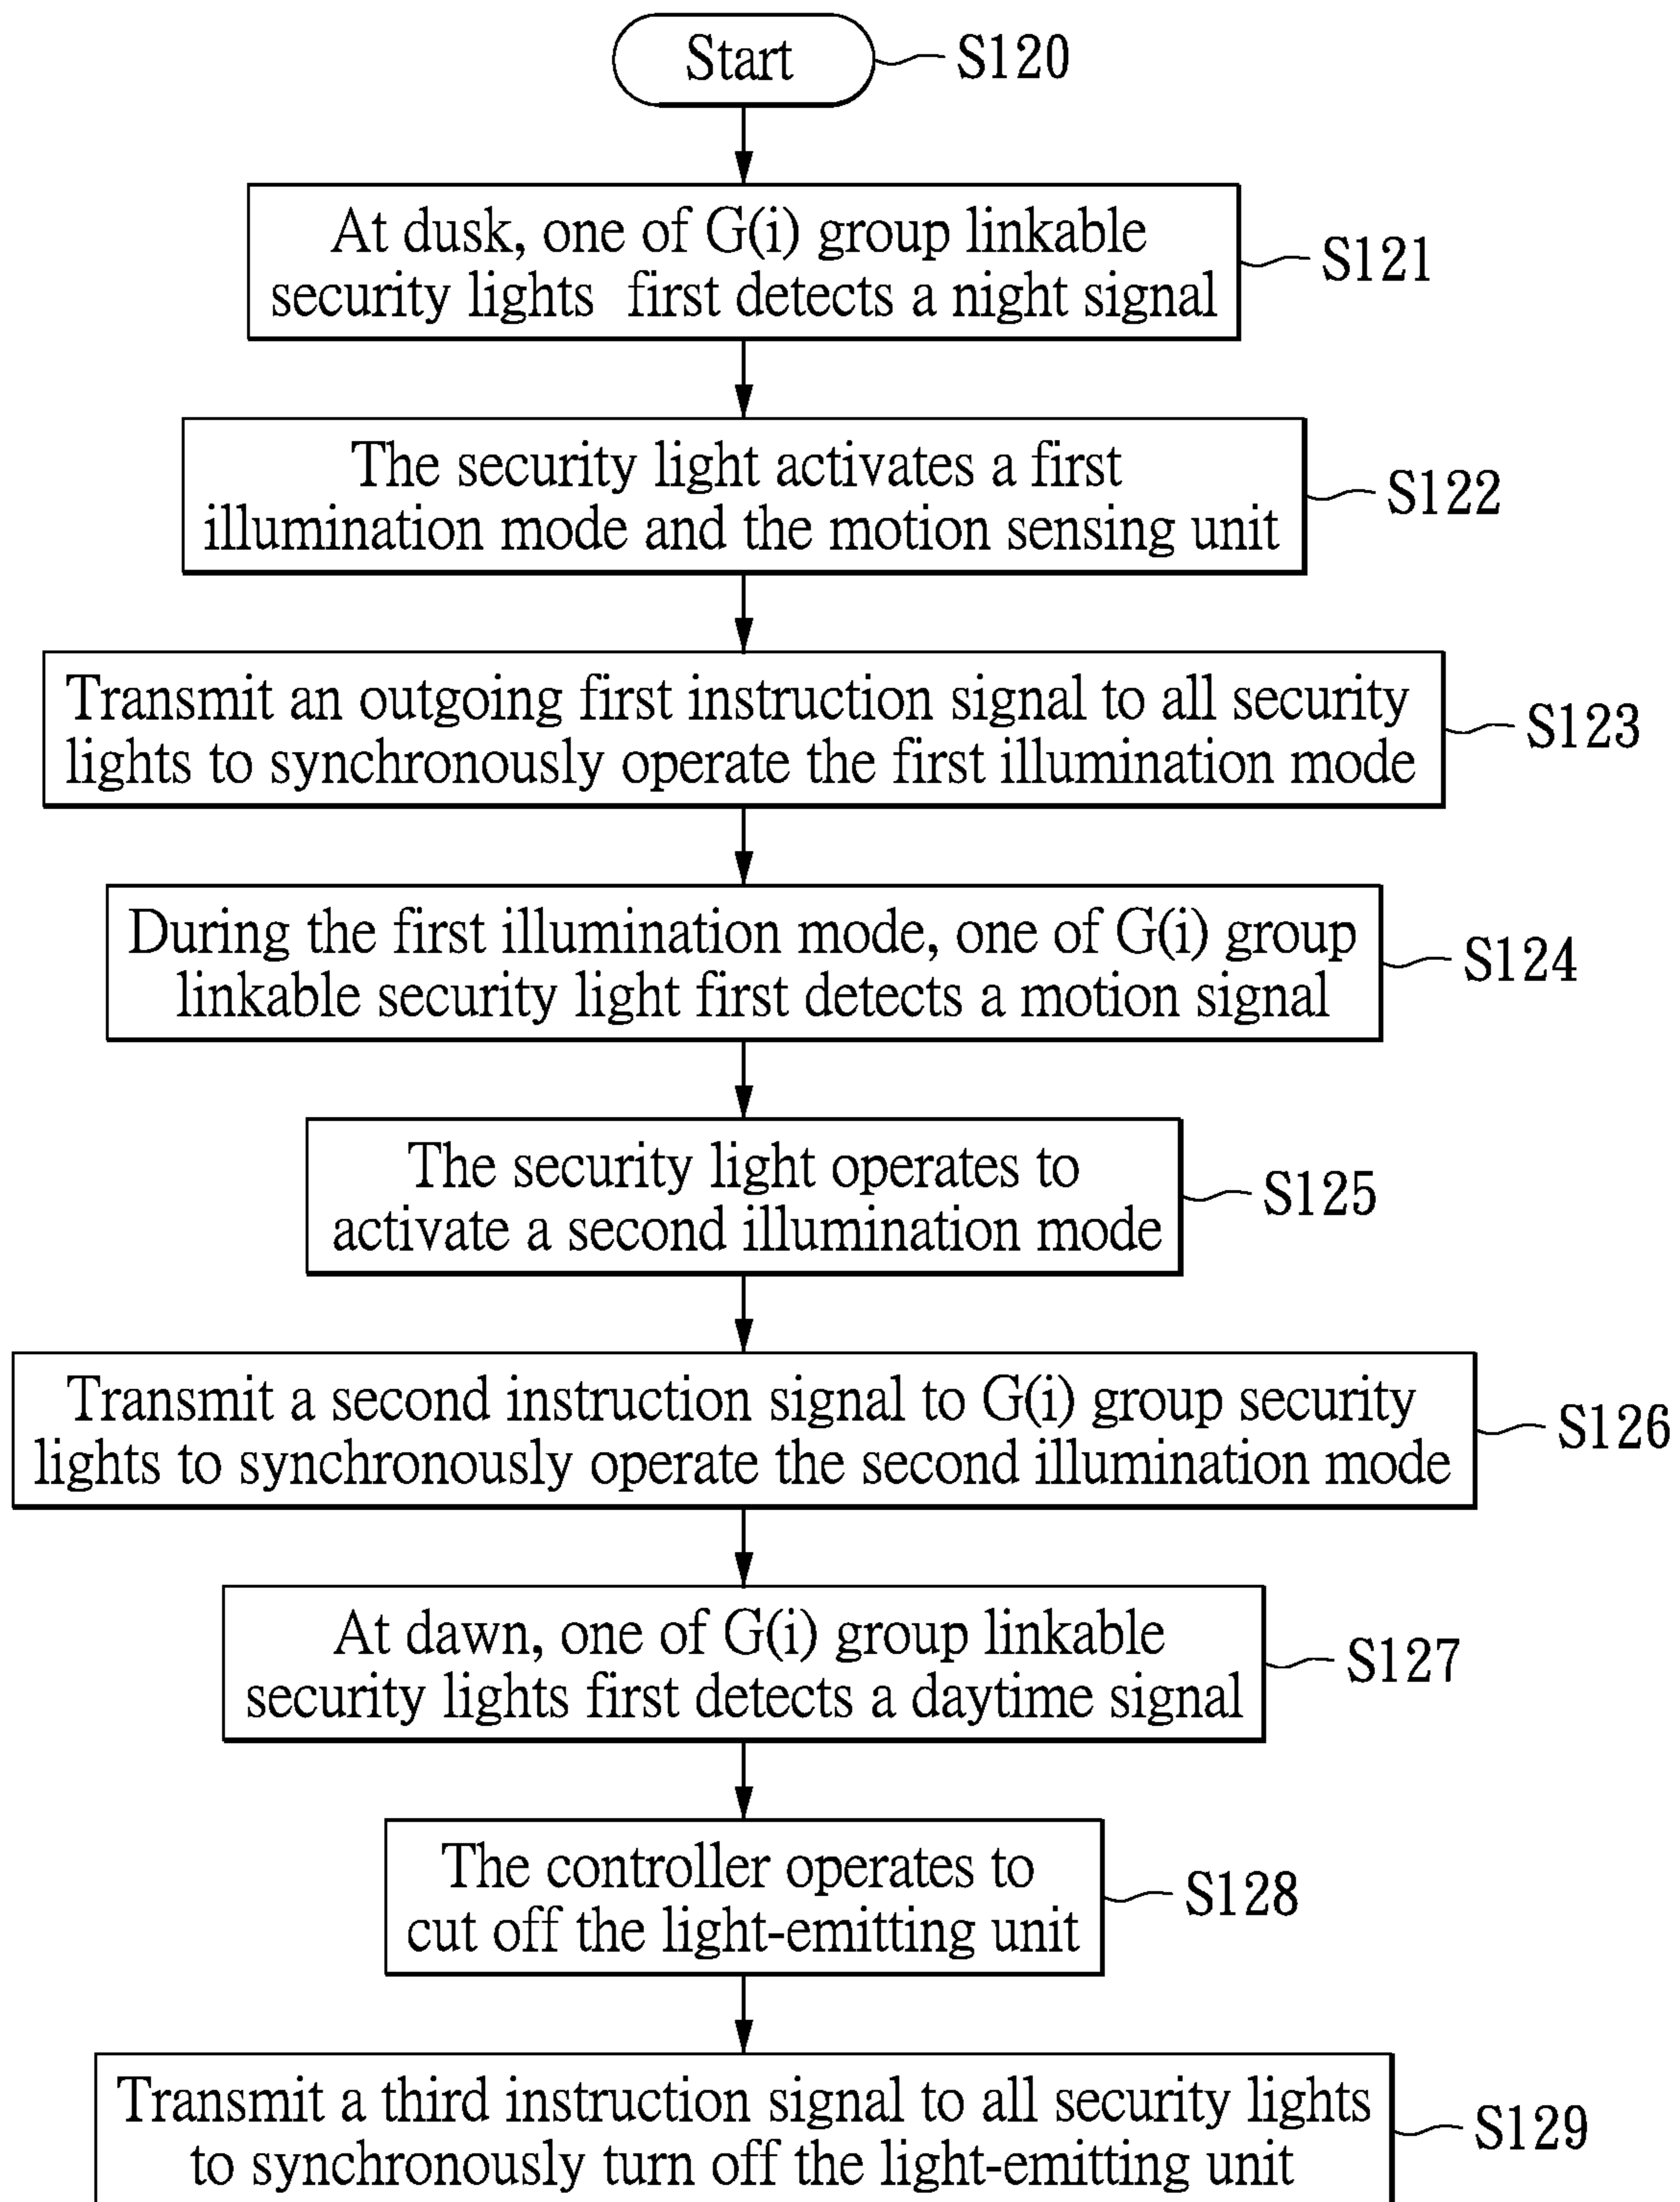 Start
S120
At dusk, one of G(i) group linkable
security lights first detects a night signal
S121
The security light activates a first
illumination mode and the motion sensing unit
S122
Transmit an outgoing first instruction signal to all security
lights to synchronously operate the first illumination mode
S123
During the first illumination mode, one of G(i) group
linkable security light first detects a motion signal
S124
The security light operates to
activate a second illumination mode
S125
Transmit a second instruction signal to G(i) group security
lights to synchronously operate the second illumination mode
S126
At dawn, one of G(i) group linkable
security lights first detects a daytime signal
S127
The controller operates to
cut off the light-emitting unit
S128
Transmit a third instruction signal to all security lights
to synchronously turn off the light-emitting unit
S129